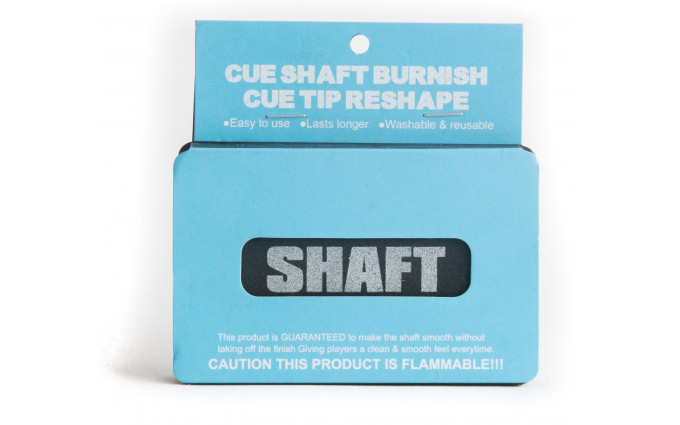 CUE SHAFT BURNISH
CUE TIP RESHAPE
●Easy to use ●Lasts longer ●Washable & reusable
SHAFT
This product is GUARANTEED to make the shaft smooth without
taking off the finish Giving players a clean & smooth feel everytime.
CAUTION THIS PRODUCT IS FLAMMABLE!!!